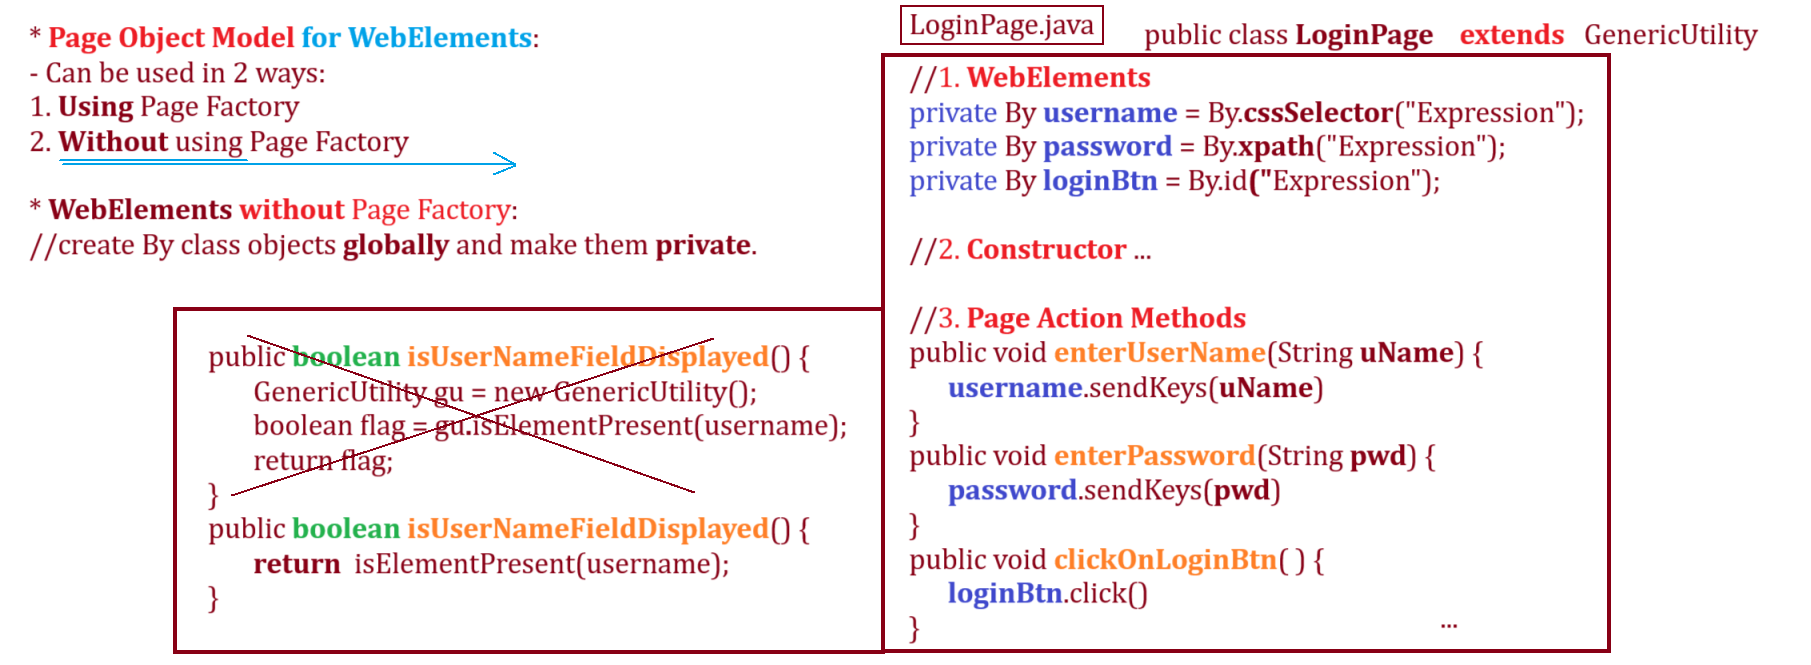 * Page Object Model for WebElements:
- Can be used in 2 ways:
1. Using Page Factory
2. Without using Page Factory
* WebElements without Page Factory:
//create By class objects globally and make them private.
public boolean isUserNameFieldDisplayed() {
GenericUtility gu = new GenericUtility();
boolean flag = gu.isElementPresent(username);
return flag;
}
public boolean isUserNameFieldDisplayed() {
return isElementPresent(username);
}
LoginPage.java
public class LoginPage extends GenericUtility
//1. WebElements
private By username = By.cssSelector("Expression");
private By password = By.xpath("Expression");
private By loginBtn = By.id("Expression");
//2. Constructor ...
//3. Page Action Methods
public void enterUserName(String uName) {
username.sendKeys(uName)
}
public void enterPassword(String pwd) {
password.sendKeys(pwd)
}
public void clickOnLoginBtn( ) {
loginBtn.click()
}
...